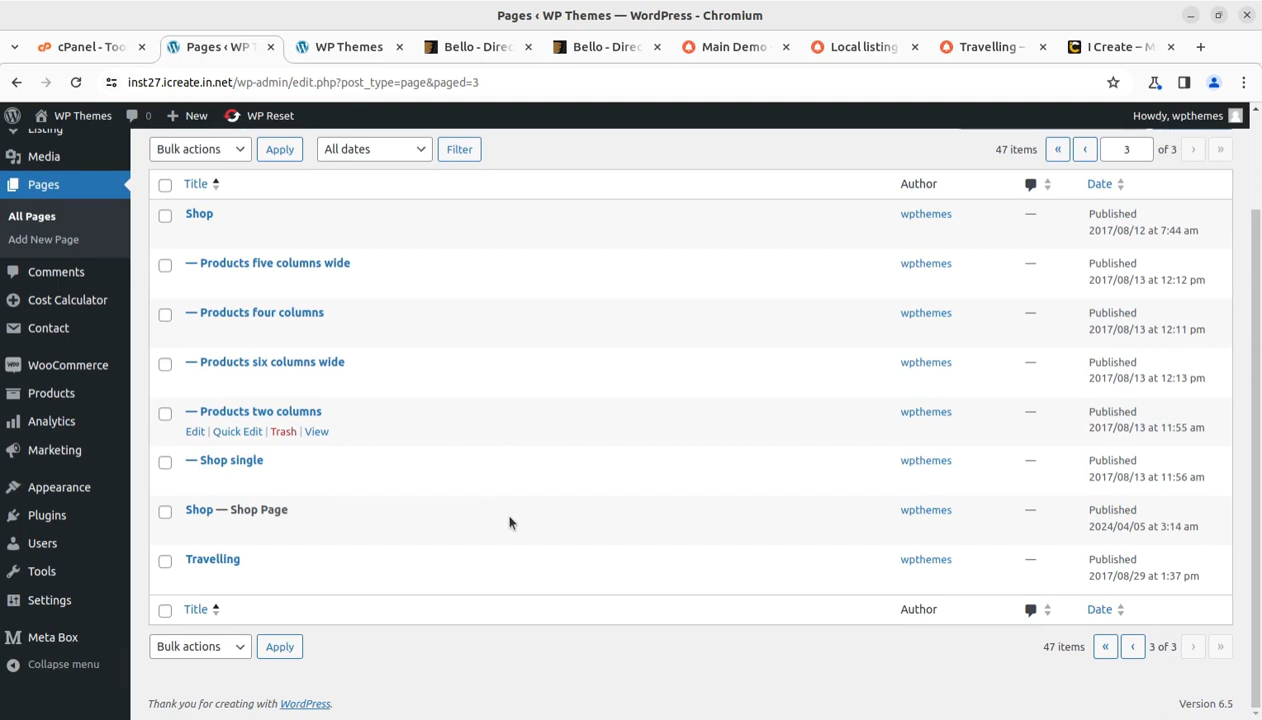 Pages ‹ WP Themes — WordPress - Chromium
cPanel - Too
Pages ‹ WP T
WP Themes
Bello - Direc
Bello - Direc
Main Demo
Local listing
Travelling –
I Create – M
inst27.icreate.in.net/wp-admin/edit.php?post_type=page&paged=3
WP Themes
0
New
WP Reset
Howdy, wpthemes
Listing
Media
Pages
All Pages
Add New Page
Comments
Cost Calculator
Contact
WooCommerce
Products
Analytics
Marketing
Appearance
Plugins
Users
Tools
Settings
Meta Box
Collapse menu
Bulk actions
Apply
All dates
Filter
47 items « ‹ 3 of 3 › »
Title
Author
Date
Shop
wpthemes
—
Published
2017/08/12 at 7:44 am
— Products five columns wide
wpthemes
—
Published
2017/08/13 at 12:12 pm
— Products four columns
wpthemes
—
Published
2017/08/13 at 12:11 pm
— Products six columns wide
wpthemes
—
Published
2017/08/13 at 12:13 pm
— Products two columns
Edit | Quick Edit | Trash | View
wpthemes
—
Published
2017/08/13 at 11:55 am
— Shop single
wpthemes
—
Published
2017/08/13 at 11:56 am
Shop — Shop Page
wpthemes
—
Published
2024/04/05 at 3:14 am
Travelling
wpthemes
—
Published
2017/08/29 at 1:37 pm
Title
Author
Date
Bulk actions
Apply
47 items « ‹ 3 of 3 › »
Thank you for creating with WordPress.
Version 6.5